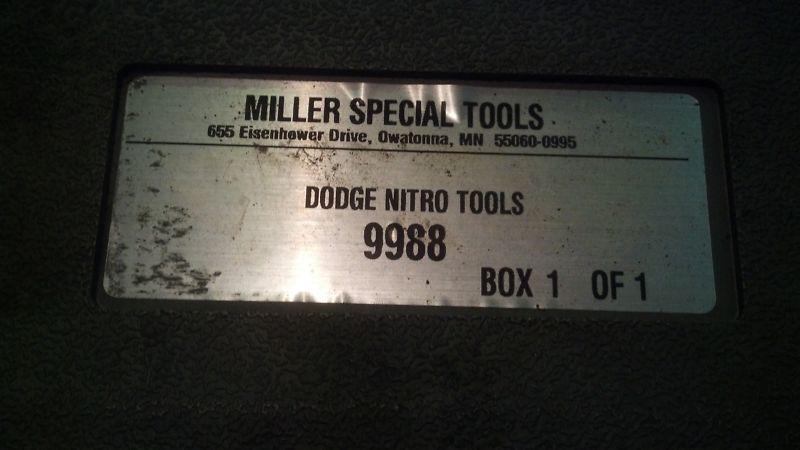 MILLER SPECIAL TOOLS
655 Eisenhower Drive, Owatonna, MN 55060-0995
DODGE NITRO TOOLS
9988
BOX 1 OF 1